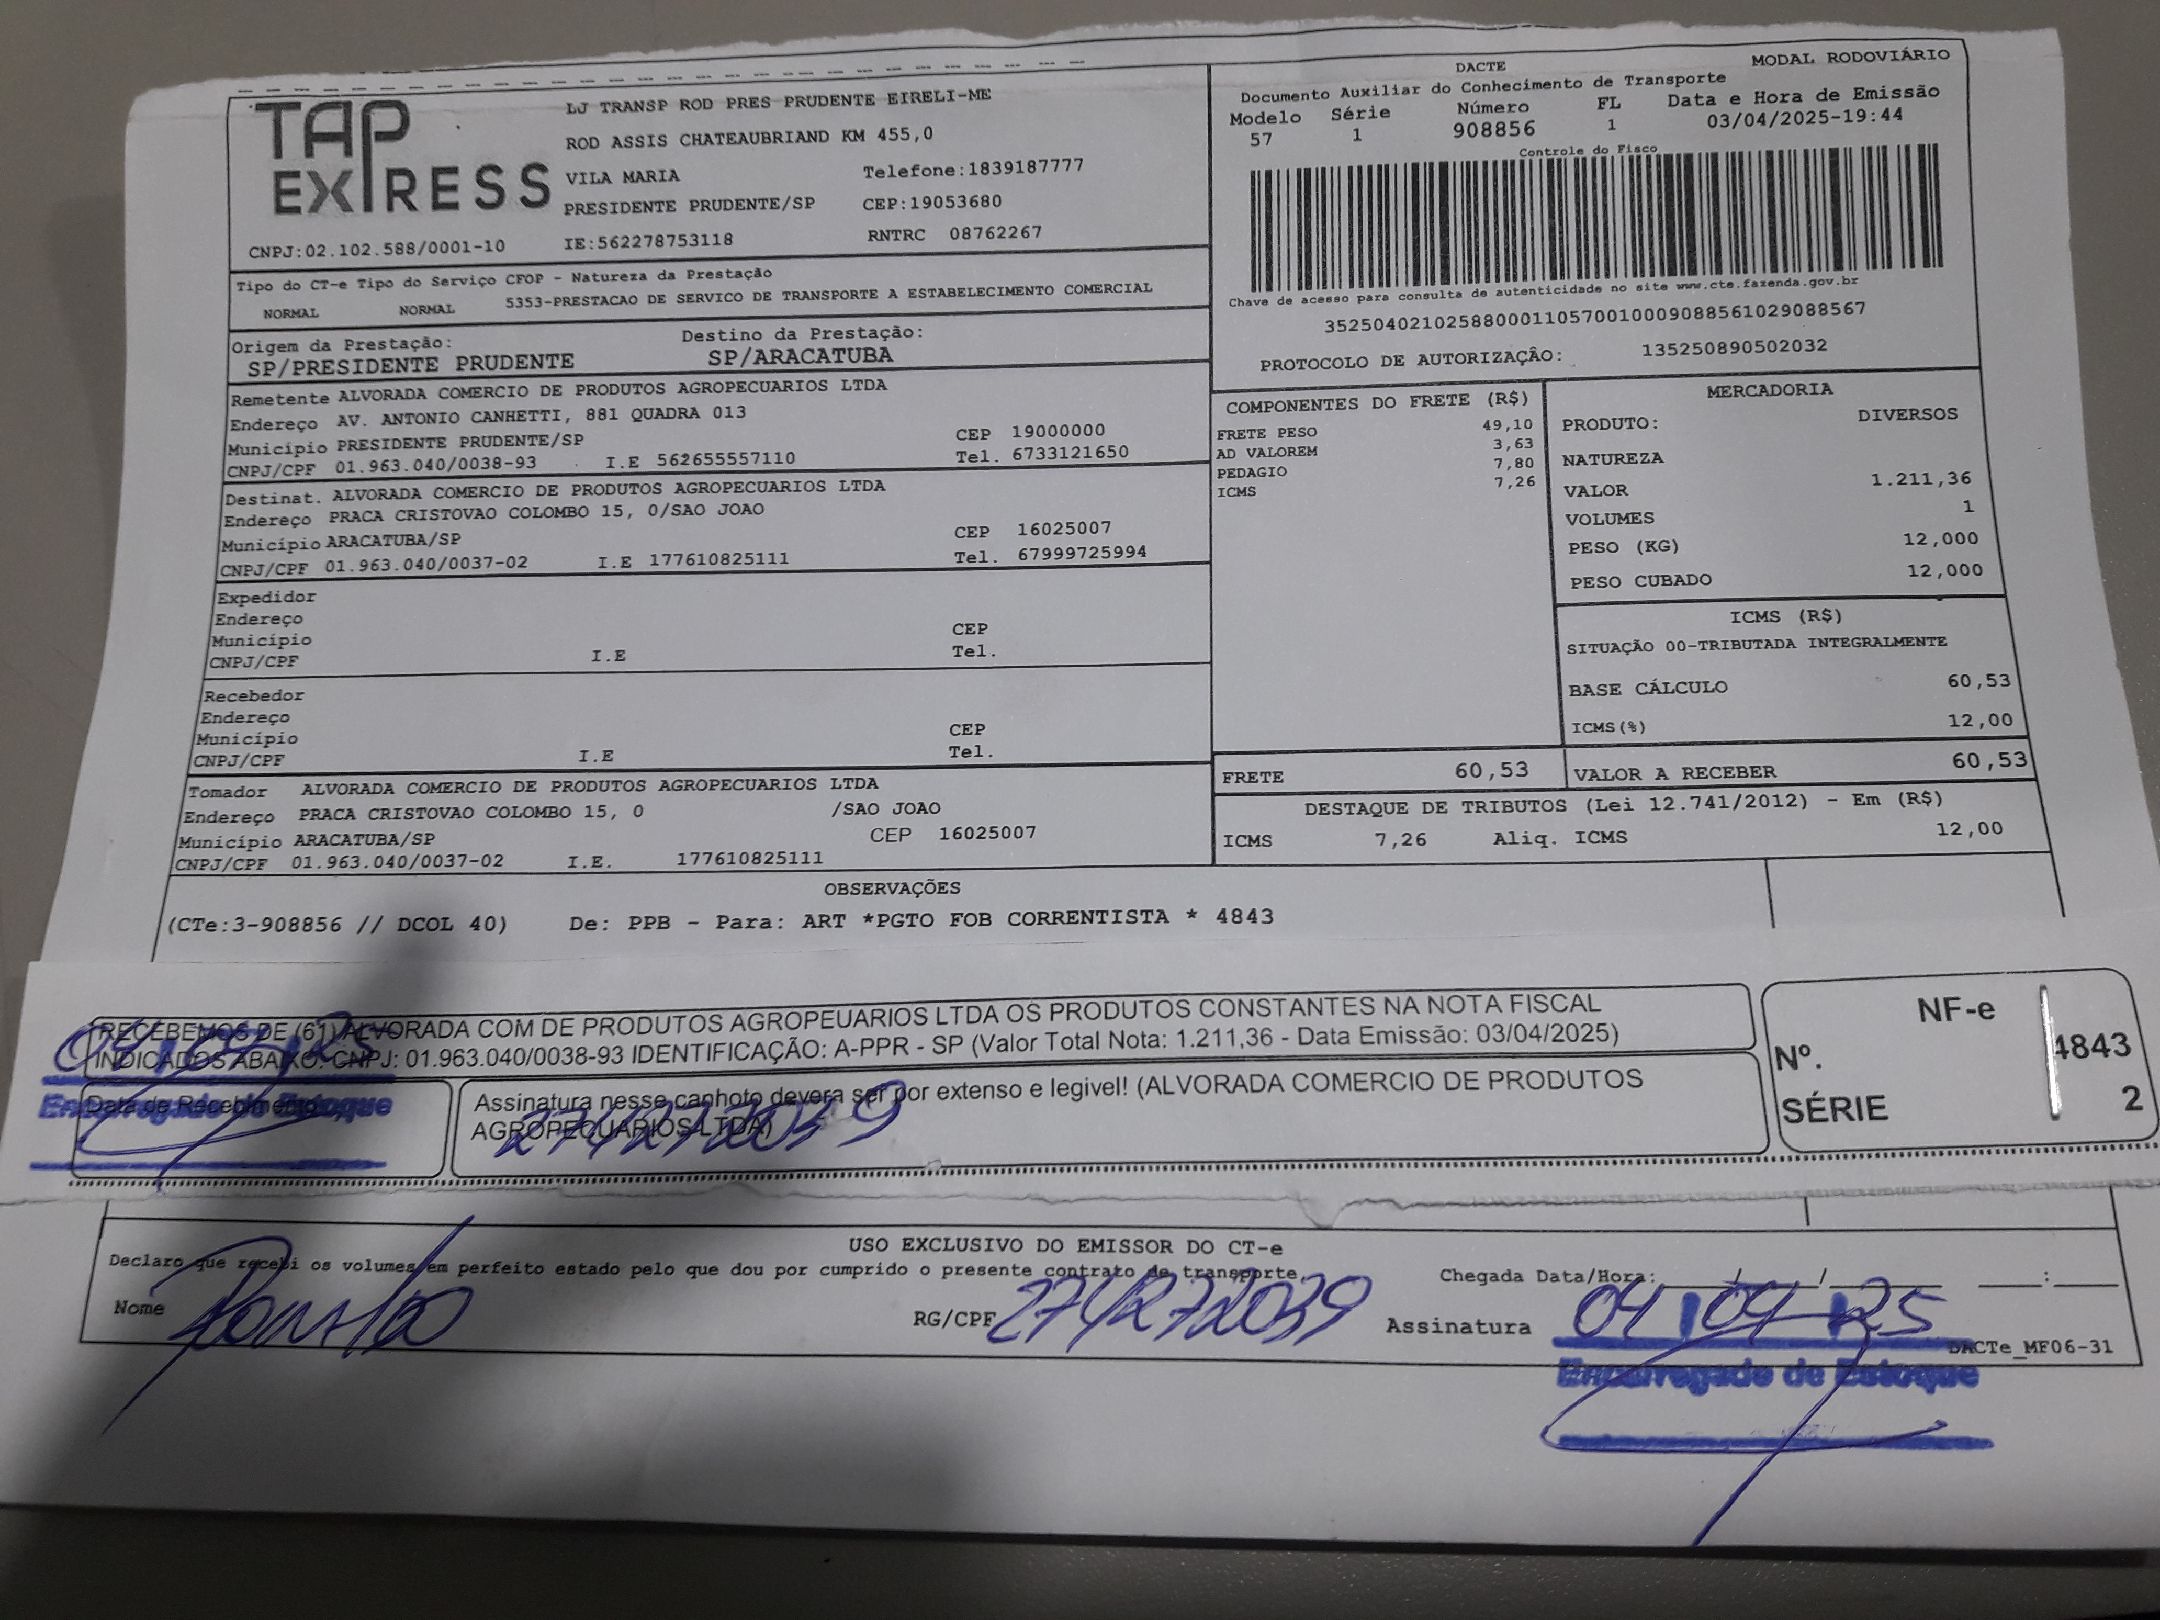 DACTE
MODAL RODOVIÁRIO
TAP EXPRESS
LJ TRANSP ROD PRES PRUDENTE EIRELI-ME
ROD ASSIS CHATEAUBRIAND KM 455,0
VILA MARIA Telefone:1839187777
PRESIDENTE PRUDENTE/SP CEP:19053680
CNPJ:02.102.588/0001-10 IE:562278753118 RNTRC 08762267
Documento Auxiliar do Conhecimento de Transporte
Modelo Série Número FL Data e Hora de Emissão
57 1 908856 1 03/04/2025-19:44
Controle do Fisco
Chave de acesso para consulta de autenticidade no site www.cte.fazenda.gov.br
35250402102588000110570010009088561029088567
PROTOCOLO DE AUTORIZAÇÃO: 135250890502032
Tipo do CT-e Tipo do Serviço CFOP - Natureza da Prestação
NORMAL NORMAL 5353-PRESTACAO DE SERVICO DE TRANSPORTE A ESTABELECIMENTO COMERCIAL
Origem da Prestação: Destino da Prestação:
SP/PRESIDENTE PRUDENTE SP/ARACATUBA
Remetente ALVORADA COMERCIO DE PRODUTOS AGROPECUARIOS LTDA
Endereço AV. ANTONIO CANHETTI, 881 QUADRA 013
Município PRESIDENTE PRUDENTE/SP CEP 19000000
CNPJ/CPF 01.963.040/0038-93 I.E 562655557110 Tel. 6733121650
Destinat. ALVORADA COMERCIO DE PRODUTOS AGROPECUARIOS LTDA
Endereço PRACA CRISTOVAO COLOMBO 15, 0/SAO JOAO
Município ARACATUBA/SP CEP 16025007
CNPJ/CPF 01.963.040/0037-02 I.E 177610825111 Tel. 67999725994
Expedidor
Endereço
Município CEP
CNPJ/CPF I.E Tel.
Recebedor
Endereço
Município CEP
CNPJ/CPF I.E Tel.
Tomador ALVORADA COMERCIO DE PRODUTOS AGROPECUARIOS LTDA
Endereço PRACA CRISTOVAO COLOMBO 15, 0 /SAO JOAO
Município ARACATUBA/SP CEP 16025007
CNPJ/CPF 01.963.040/0037-02 I.E. 177610825111
COMPONENTES DO FRETE (R$)
FRETE PESO 49,10
AD VALOREM 3,63
PEDAGIO 7,80
ICMS 7,26
MERCADORIA
PRODUTO: DIVERSOS
NATUREZA
VALOR 1.211,36
VOLUMES 1
PESO (KG) 12,000
PESO CUBADO 12,000
ICMS (R$)
SITUAÇÃO 00-TRIBUTADA INTEGRALMENTE
BASE CÁLCULO 60,53
ICMS(%) 12,00
FRETE 60,53 VALOR A RECEBER 60,53
DESTAQUE DE TRIBUTOS (Lei 12.741/2012) - Em (R$)
ICMS 7,26 Aliq. ICMS 12,00
OBSERVAÇÕES
(CTe:3-908856 // DCOL 40) De: PPB - Para: ART *PGTO FOB CORRENTISTA * 4843
RECEBEMOS DE (61) ALVORADA COM DE PRODUTOS AGROPEUARIOS LTDA OS PRODUTOS CONSTANTES NA NOTA FISCAL
INDICADOS ABAIXO. CNPJ: 01.963.040/0038-93 IDENTIFICAÇÃO: A-PPR - SP (Valor Total Nota: 1.211,36 - Data Emissão: 03/04/2025)
Data de Recebimento
Encarregado de Estoque
Assinatura nesse canhoto devera ser por extenso e legivel! (ALVORADA COMERCIO DE PRODUTOS
AGROPECUARIOS LTDA)
274272039
NF-e
Nº. 4843
SÉRIE 2
USO EXCLUSIVO DO EMISSOR DO CT-e
Declaro que recebi os volumes em perfeito estado pelo que dou por cumprido o presente contrato de transporte. Chegada Data/Hora: / / :
Nome Ronaldo RG/CPF 274272039 Assinatura 04/04/25
DACTe_MF06-31
Encarregado de Estoque